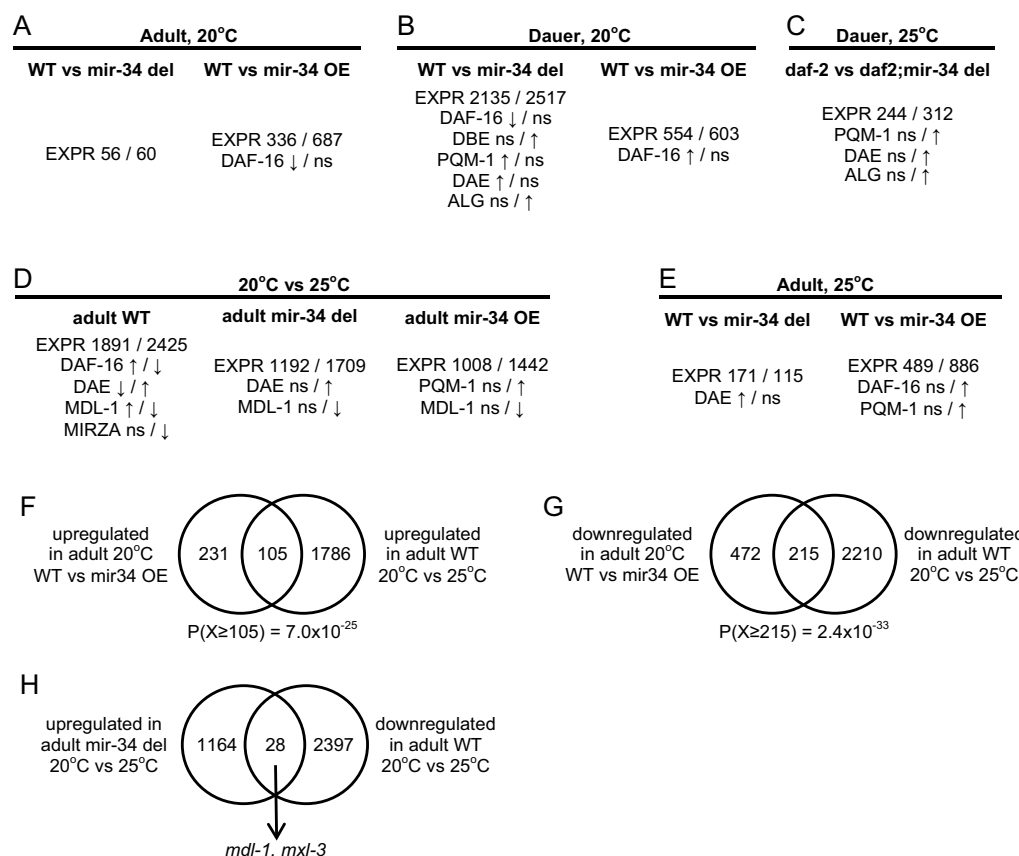 A
Adult, 20°C
WT vs mir-34 del
EXPR 56 / 60
WT vs mir-34 OE
EXPR 336 / 687
DAF-16 ↓ / ns
B
Dauer, 20°C
WT vs mir-34 del
EXPR 2135 / 2517
DAF-16 ↓ / ns
DBE ns / ↑
PQM-1 ↑ / ns
DAE ↑ / ns
ALG ns / ↑
WT vs mir-34 OE
EXPR 554 / 603
DAF-16 ↑ / ns
C
Dauer, 25°C
daf-2 vs daf2;mir-34 del
EXPR 244 / 312
PQM-1 ns / ↑
DAE ns / ↑
ALG ns / ↑
D
20°C vs 25°C
adult WT
EXPR 1891 / 2425
DAF-16 ↑ / ↓
DAE ↓ / ↑
MDL-1 ↑ / ↓
MIRZA ns / ↓
adult mir-34 del
EXPR 1192 / 1709
DAE ns / ↑
MDL-1 ns / ↓
adult mir-34 OE
EXPR 1008 / 1442
PQM-1 ns / ↑
MDL-1 ns / ↓
E
Adult, 25°C
WT vs mir-34 del
EXPR 171 / 115
DAE ↑ / ns
WT vs mir-34 OE
EXPR 489 / 886
DAF-16 ns / ↑
PQM-1 ns / ↑
F
upregulated
in adult 20°C
WT vs mir34 OE
231
105
1786
upregulated
in adult WT
20°C vs 25°C
P(X≥105) = 7.0x10⁻²⁵
G
downregulated
in adult 20°C
WT vs mir34 OE
472
215
2210
downregulated
in adult WT
20°C vs 25°C
P(X≥215) = 2.4x10⁻³³
H
upregulated in
adult mir-34 del
20°C vs 25°C
1164
28
2397
downregulated
in adult WT
20°C vs 25°C
mdl-1, mxl-3